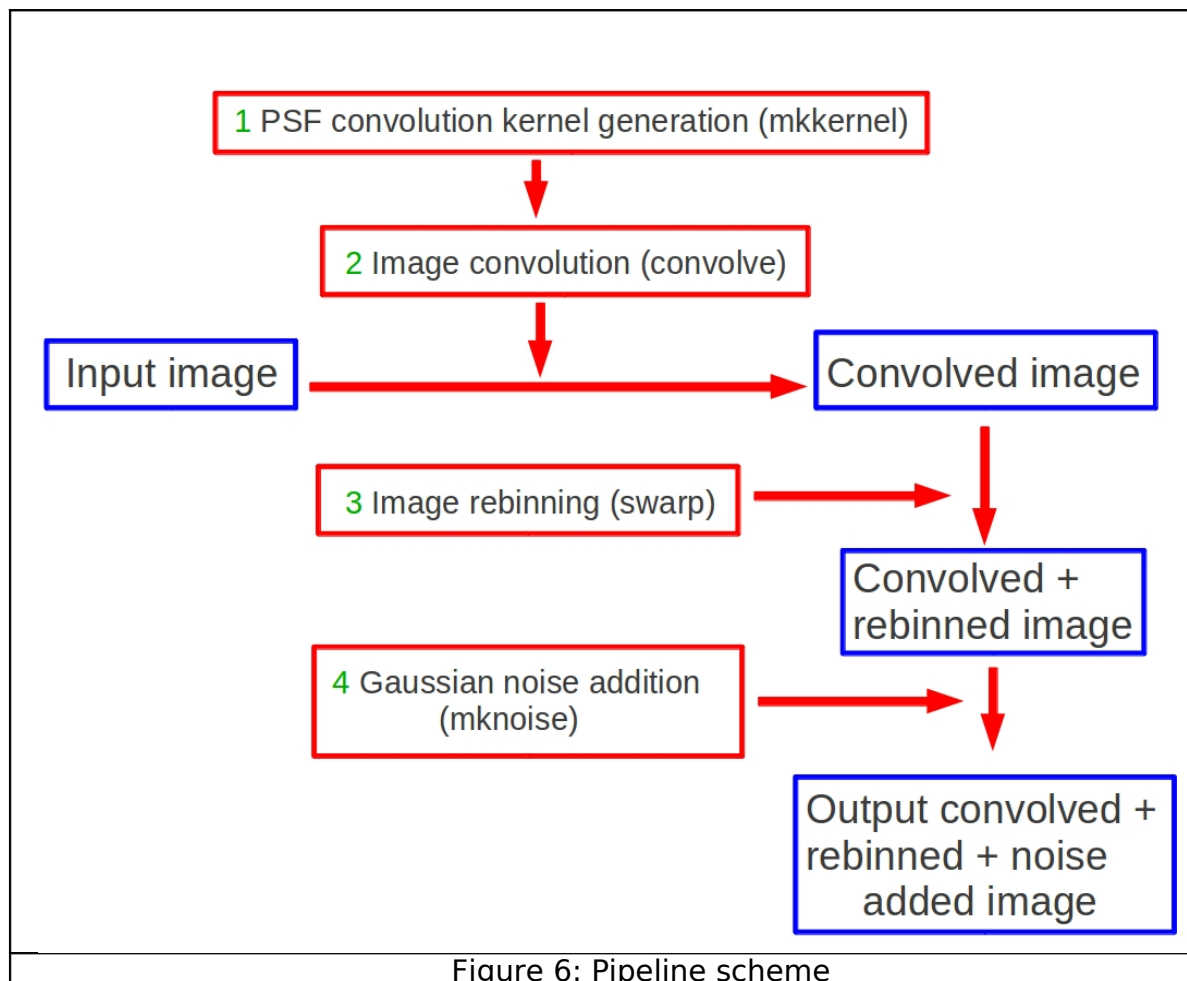 1 PSF convolution kernel generation (mkkernel)
2 Image convolution (convolve)
Input image
Convolved image
3 Image rebinning (swarp)
Convolved +
rebinned image
4 Gaussian noise addition
(mknoise)
Output convolved +
rebinned + noise
added image
Figure 6: Pipeline scheme